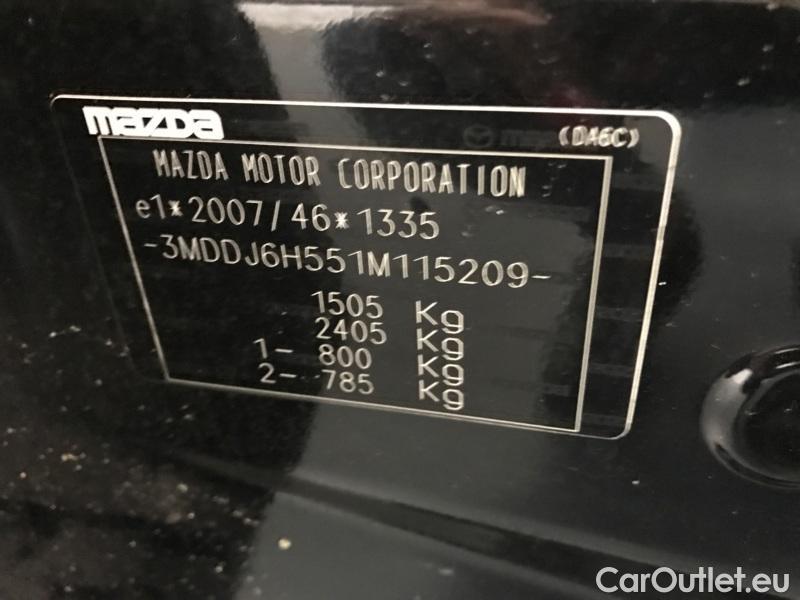 mazda (DA6C)
MAZDA MOTOR CORPORATION
e1*2007/46*1335
-3MDDJ6H551M115209-
1505 Kg
2405 Kg
1- 800 Kg
2- 785 Kg
CarOutlet.eu